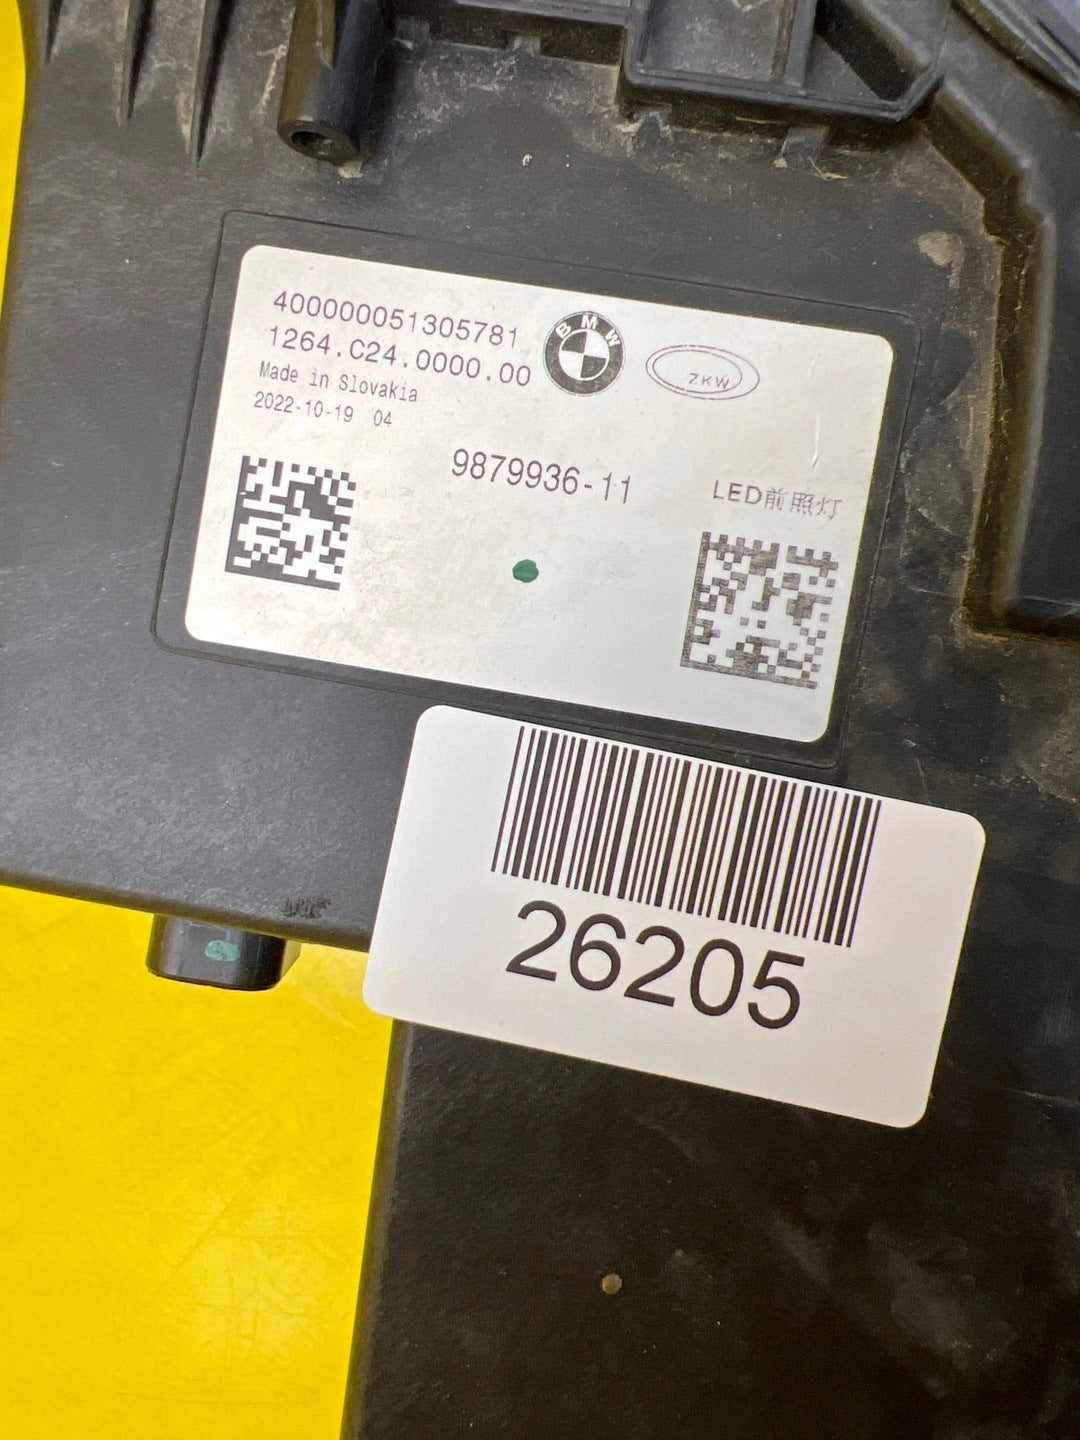 400000051305781
1264.C24.0000.00
Made in Slovakia
2022-10-19 04
BMW
ZKW
9879936-11
LED前照灯
26205